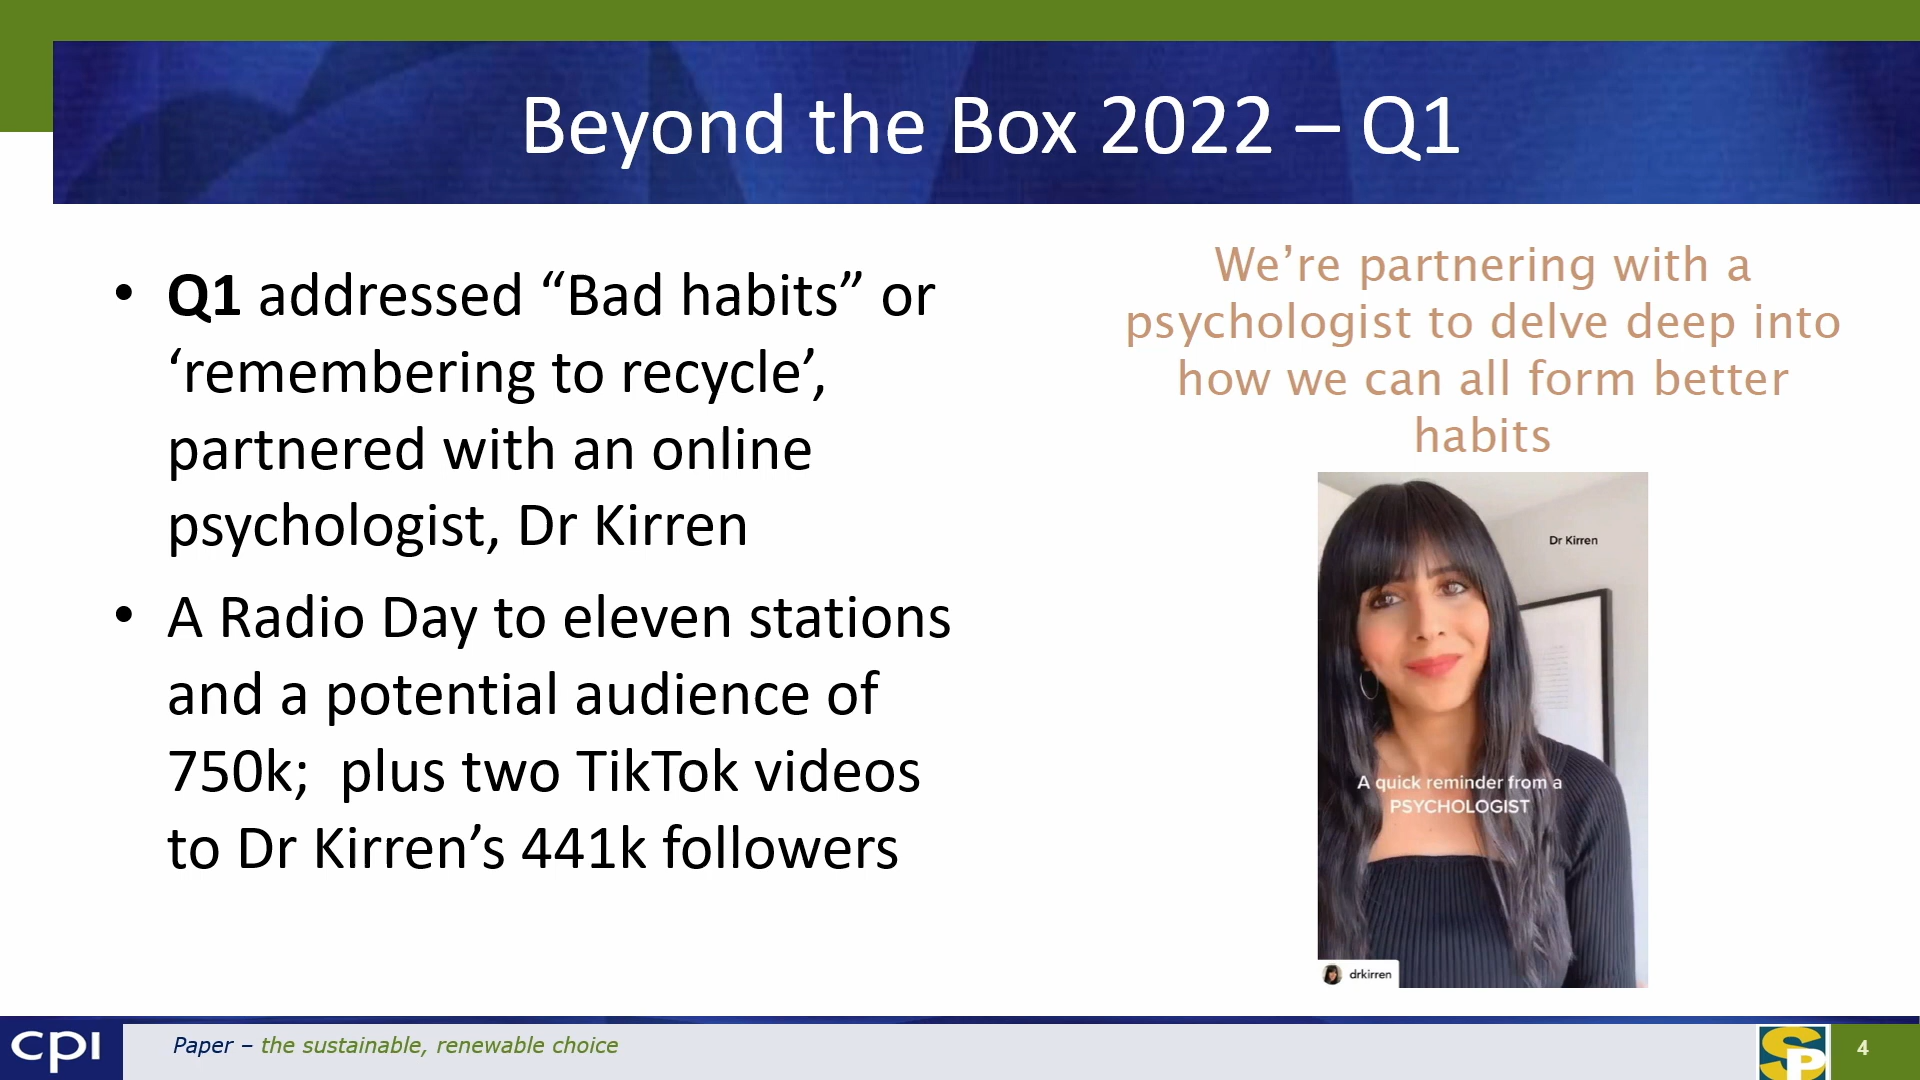 Beyond the Box 2022 – Q1
• Q1 addressed “Bad habits” or
‘remembering to recycle’,
partnered with an online
psychologist, Dr Kirren
• A Radio Day to eleven stations
and a potential audience of
750k;  plus two TikTok videos
to Dr Kirren’s 441k followers
We’re partnering with a
psychologist to delve deep into
how we can all form better
habits
Dr Kirren
A quick reminder from a
PSYCHOLOGIST
drkirren
cpi
Paper – the sustainable, renewable choice
SP
4